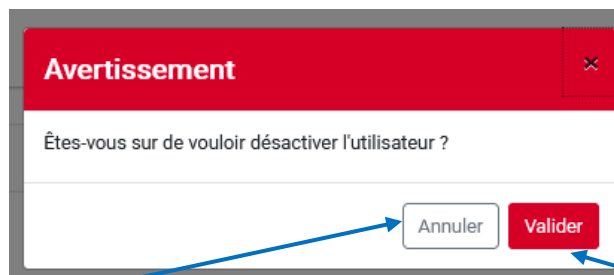 Avertissement
×
Êtes-vous sur de vouloir désactiver l'utilisateur ?
Annuler
Valider